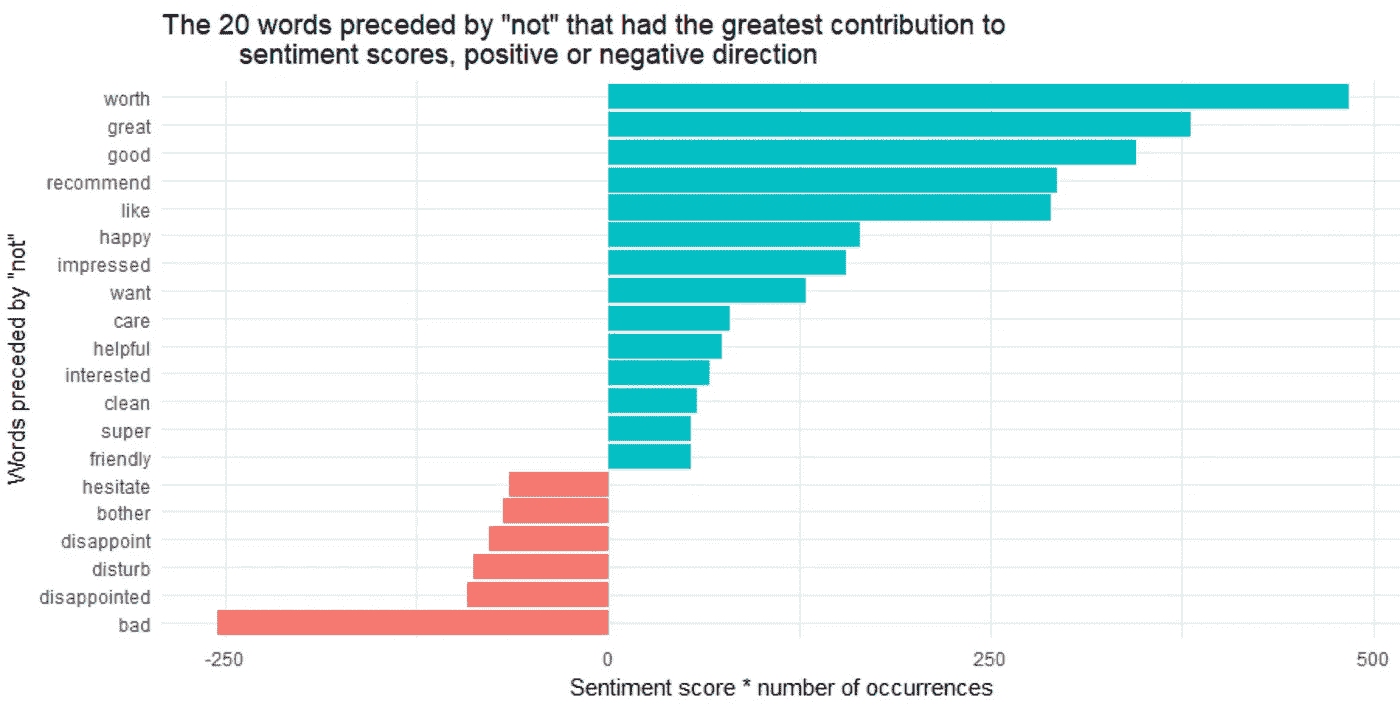 The 20 words preceded by "not" that had the greatest contribution to
sentiment scores, positive or negative direction
Words preceded by "not"
worth
great
good
recommend
like
happy
impressed
want
care
helpful
interested
clean
super
friendly
hesitate
bother
disappoint
disturb
disappointed
bad
-250
0
250
500
Sentiment score * number of occurrences